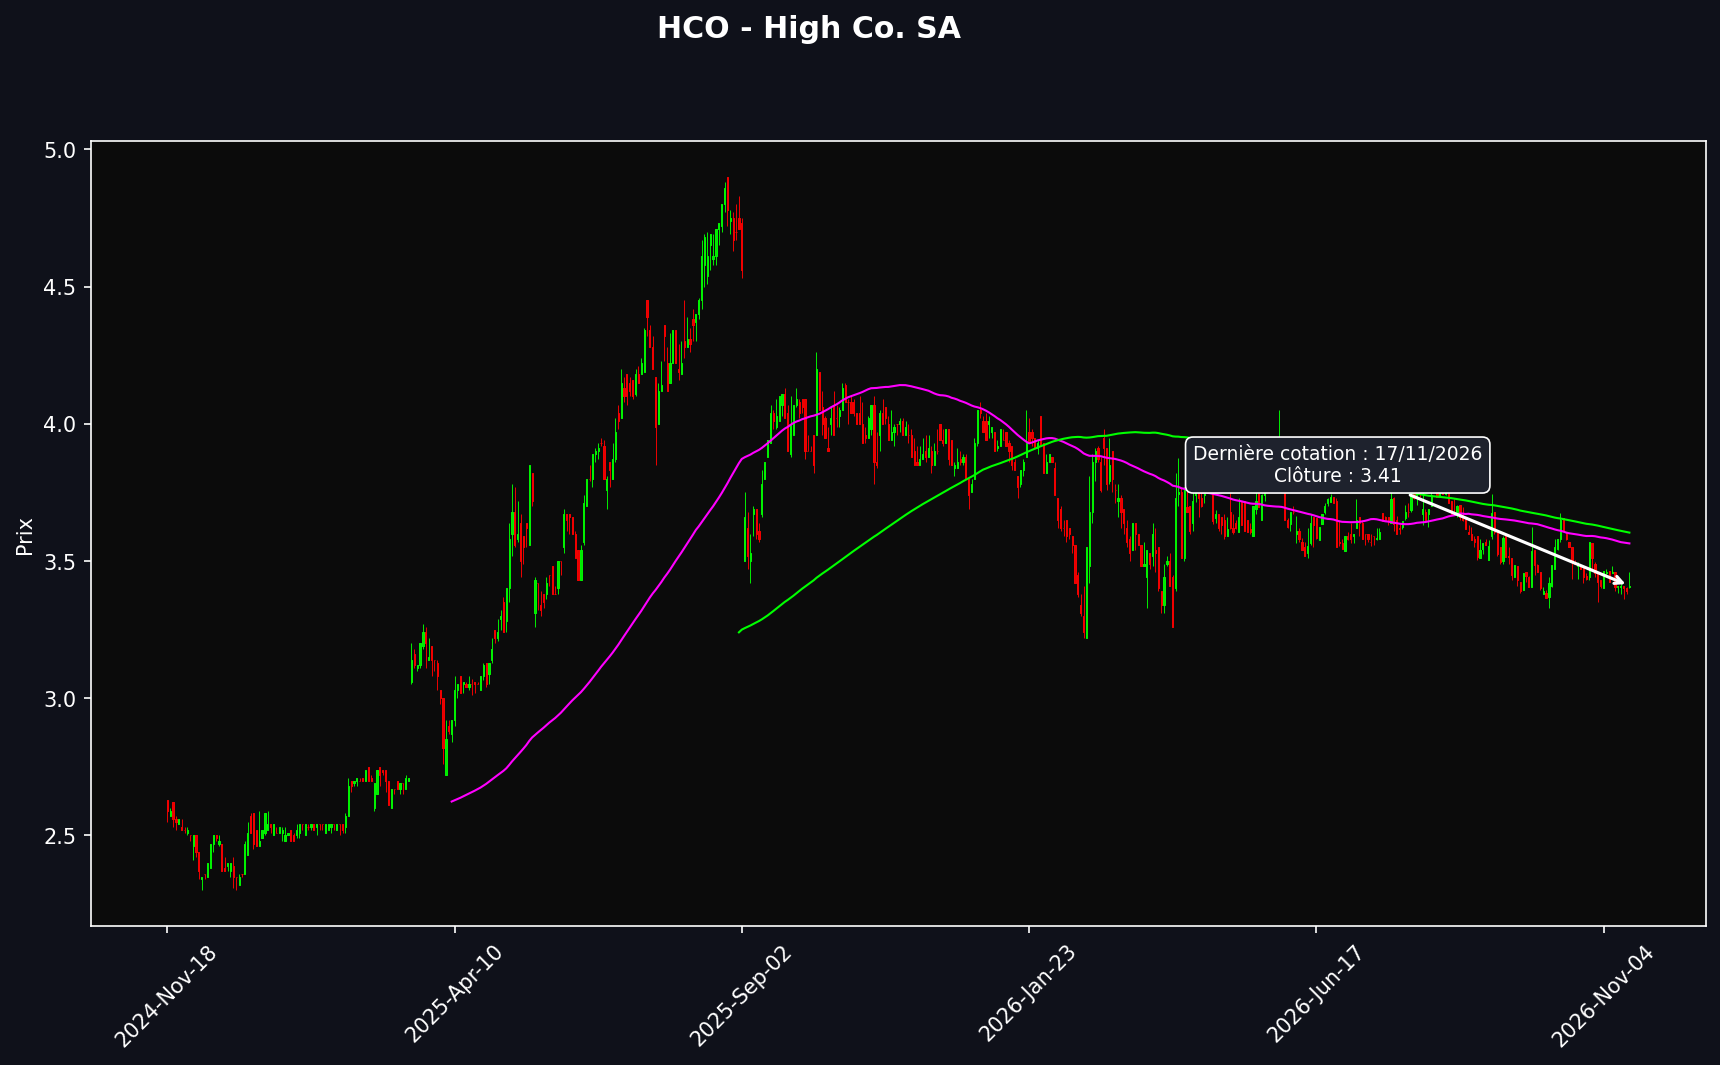 HCO - High Co. SA
Prix
5.0
4.5
4.0
3.5
3.0
2.5
Dernière cotation : 17/11/2026
Clôture : 3.41
2024-Nov-18
2025-Apr-10
2025-Sep-02
2026-Jan-23
2026-Jun-17
2026-Nov-04